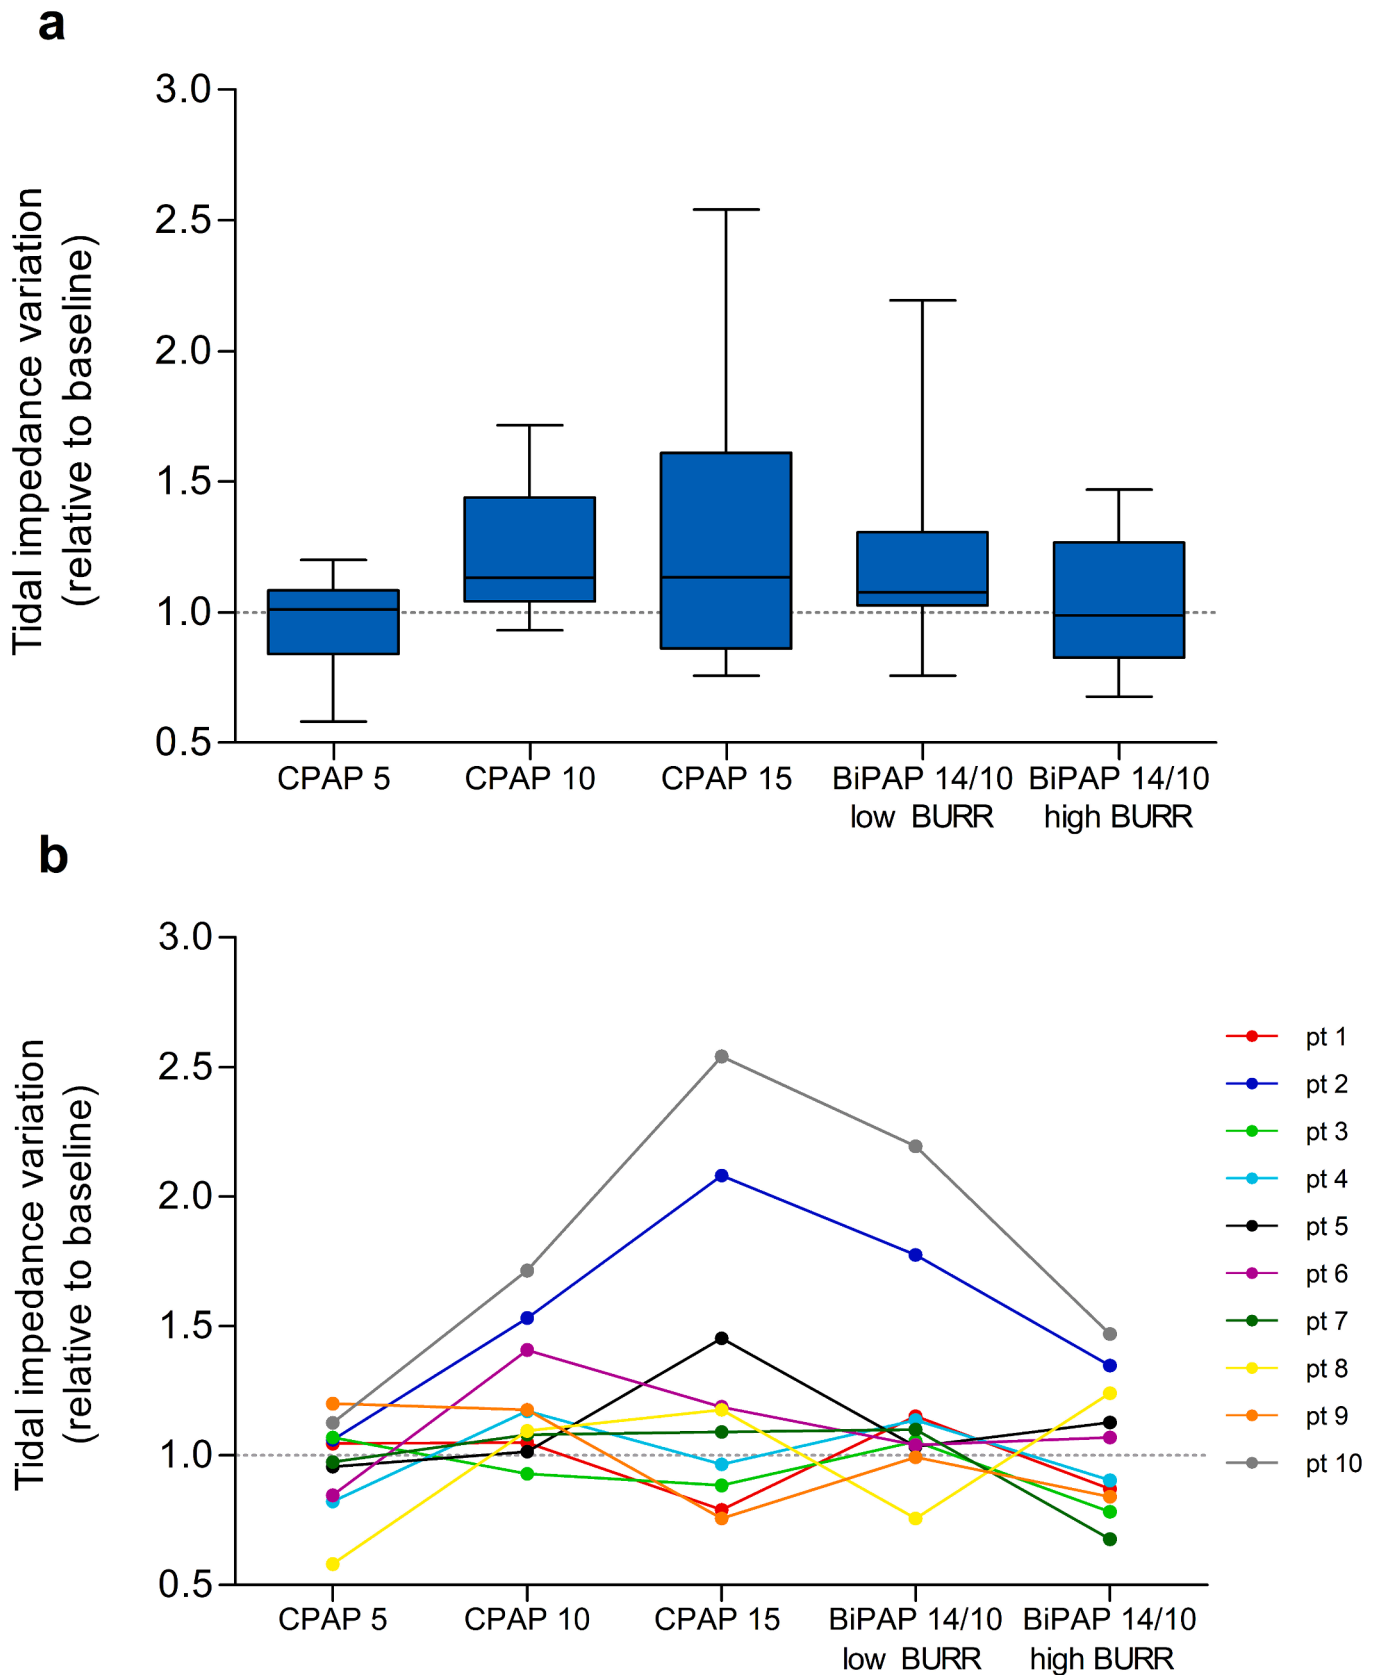 a
Tidal impedance variation
(relative to baseline)
3.0
2.5
2.0
1.5
1.0
0.5
CPAP 5
CPAP 10
CPAP 15
BiPAP 14/10
low BURR
BiPAP 14/10
high BURR
b
Tidal impedance variation
(relative to baseline)
3.0
2.5
2.0
1.5
1.0
0.5
CPAP 5
CPAP 10
CPAP 15
BiPAP 14/10
low BURR
BiPAP 14/10
high BURR
pt 1
pt 2
pt 3
pt 4
pt 5
pt 6
pt 7
pt 8
pt 9
pt 10